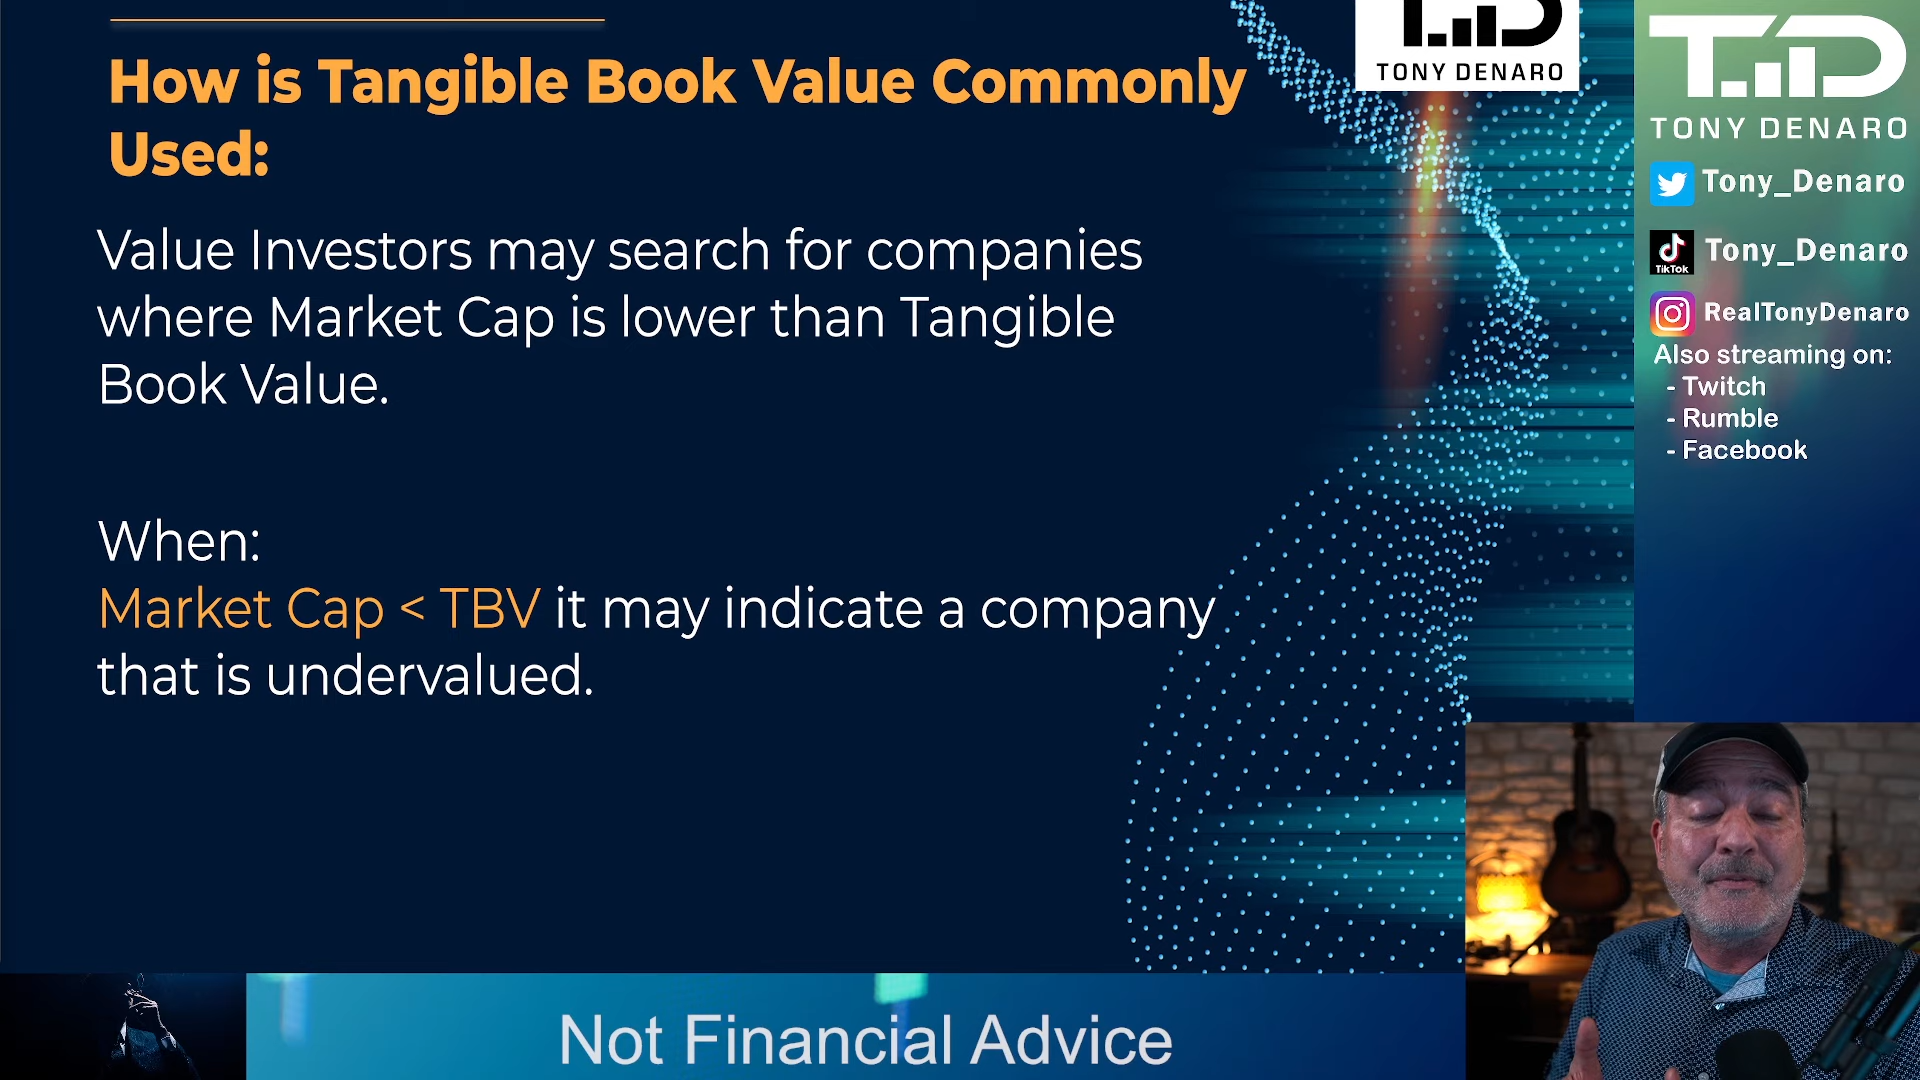 How is Tangible Book Value Commonly
Used:
Value Investors may search for companies
where Market Cap is lower than Tangible
Book Value.
When:
Market Cap < TBV it may indicate a company
that is undervalued.
TONY DENARO
TD
TONY DENARO
Tony_Denaro
TikTok
Tony_Denaro
RealTonyDenaro
Also streaming on:
- Twitch
- Rumble
- Facebook
Not Financial Advice